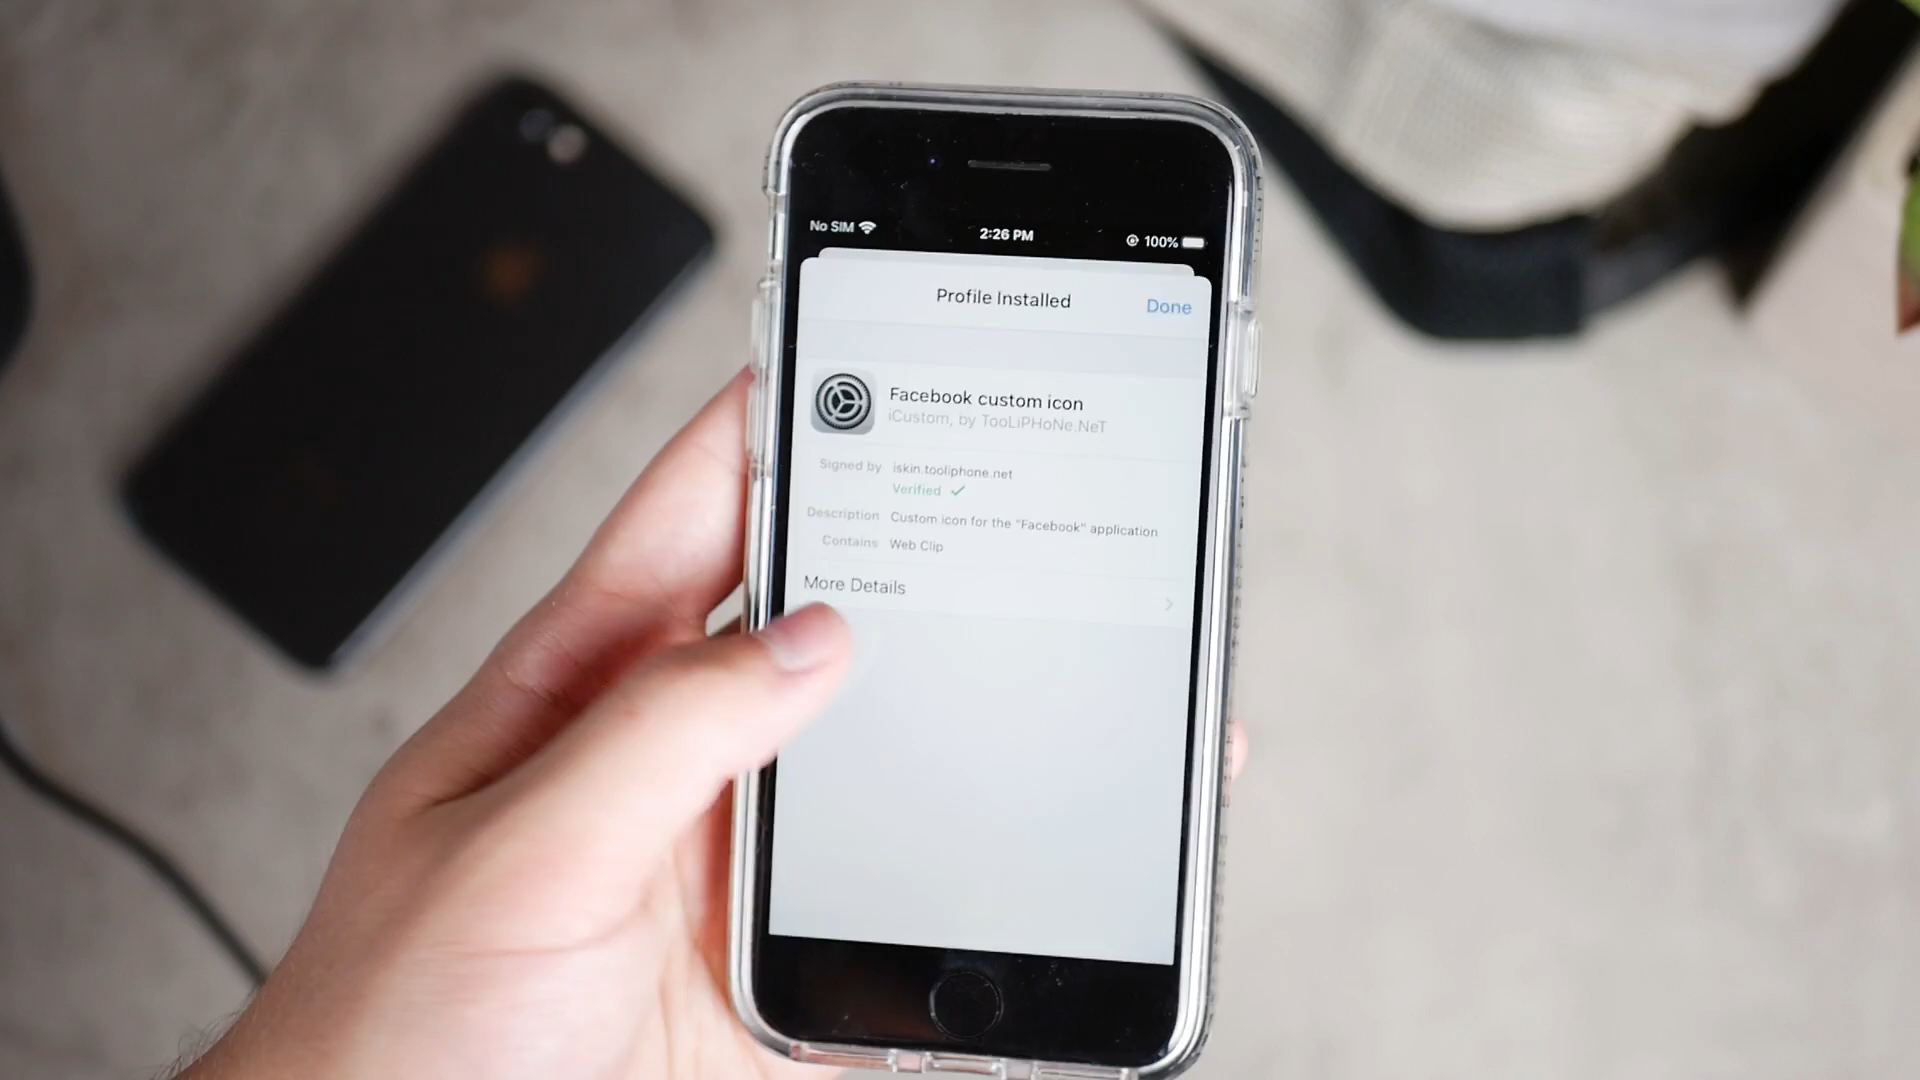 No SIM 2:26 PM 100%
Profile Installed Done
Facebook custom icon
iCustom, by TooLiPHoNe.NeT
Signed by iskin.tooliphone.net
Verified
Description Custom icon for the "Facebook" application
Contains Web Clip
More Details